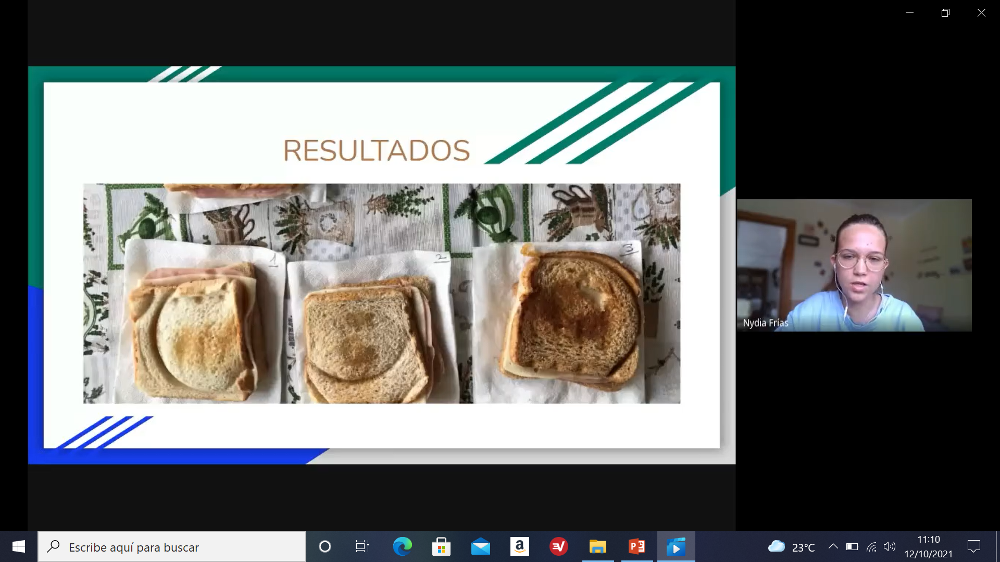 RESULTADOS
1
2
3
Nydia Frías
Escribe aquí para buscar
a
23°C
11:10
12/10/2021